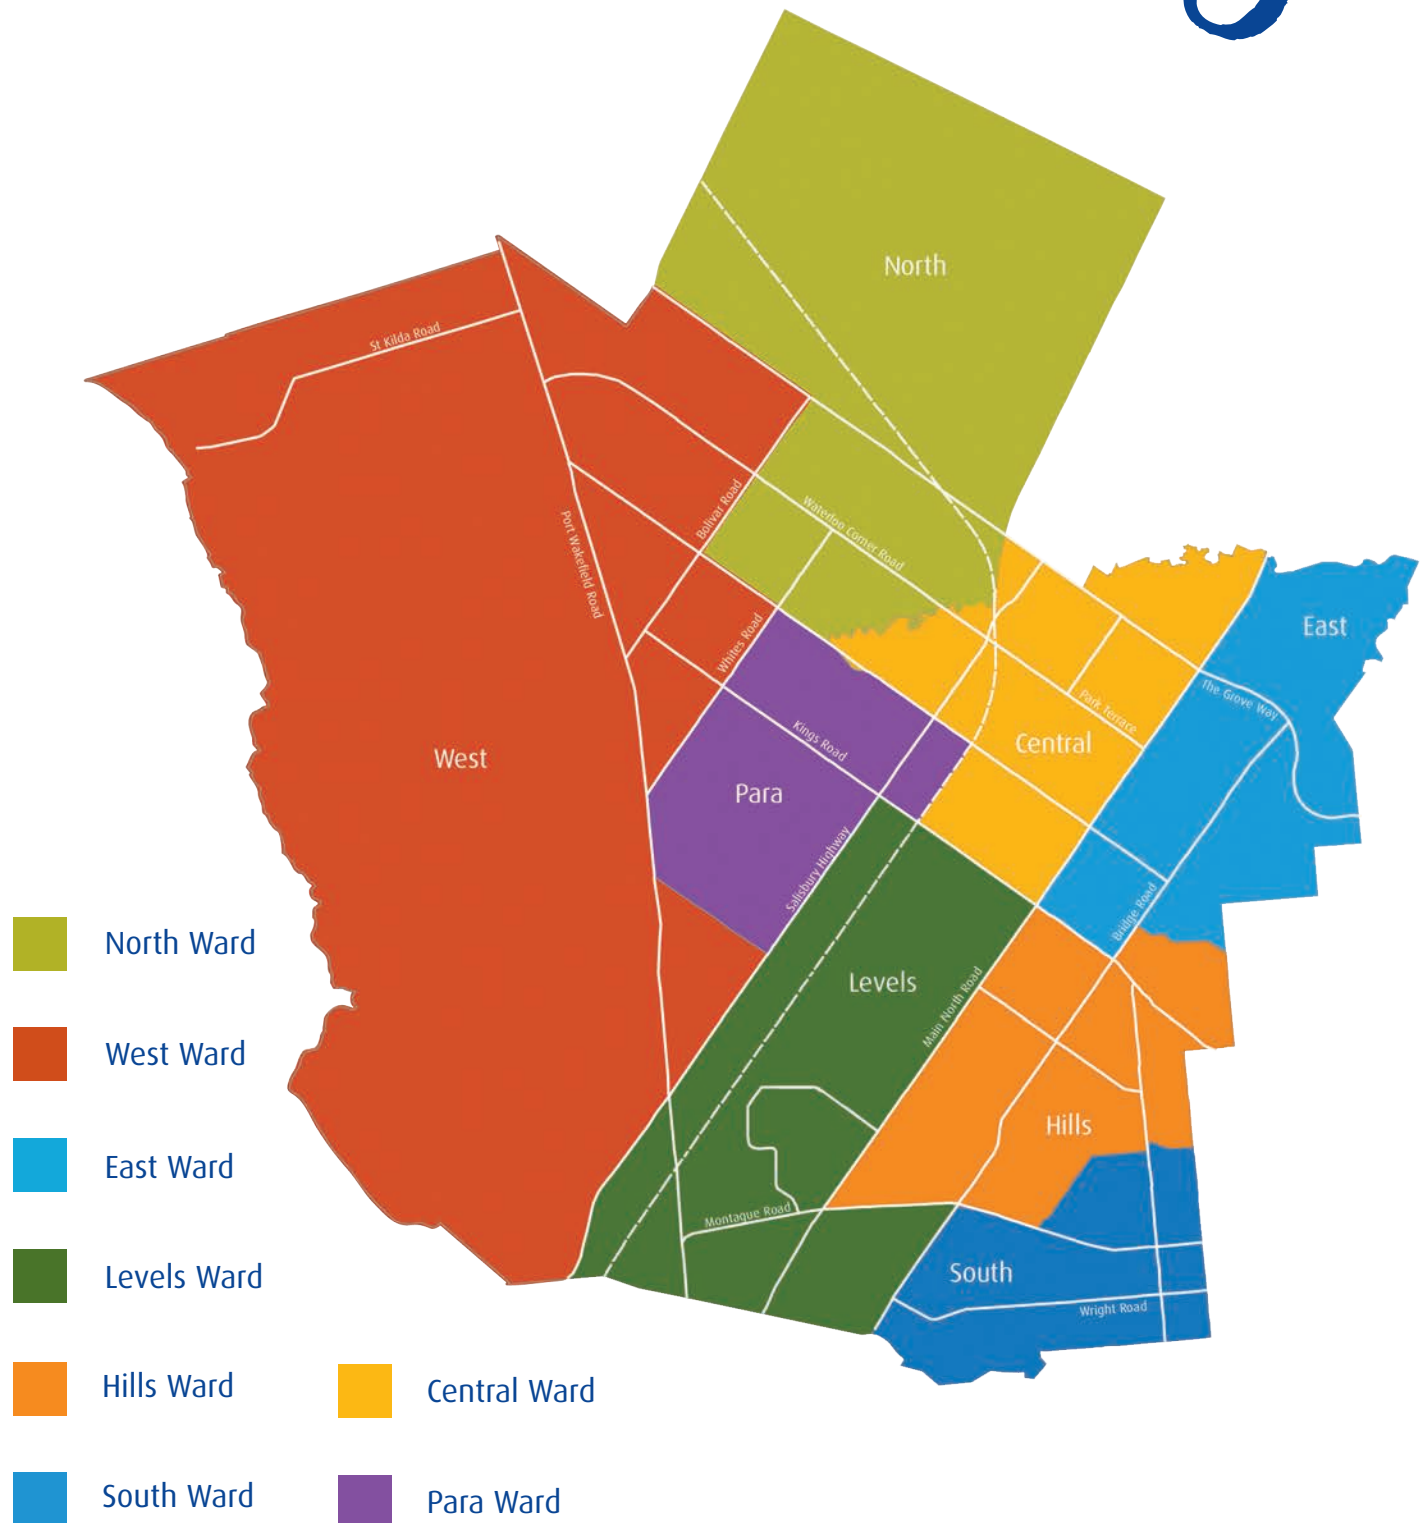 North
St Kilda Road
Bolivar Road
Waterloo Corner Road
Port Wakefield Road
East
Whites Road
The Grove Way
Park Terrace
Kings Road
Central
West
Para
Salisbury Highway
Bridge Road
North Ward
Levels
Main North Road
West Ward
Hills
East Ward
Montague Road
Levels Ward
South
Wright Road
Hills Ward
Central Ward
South Ward
Para Ward